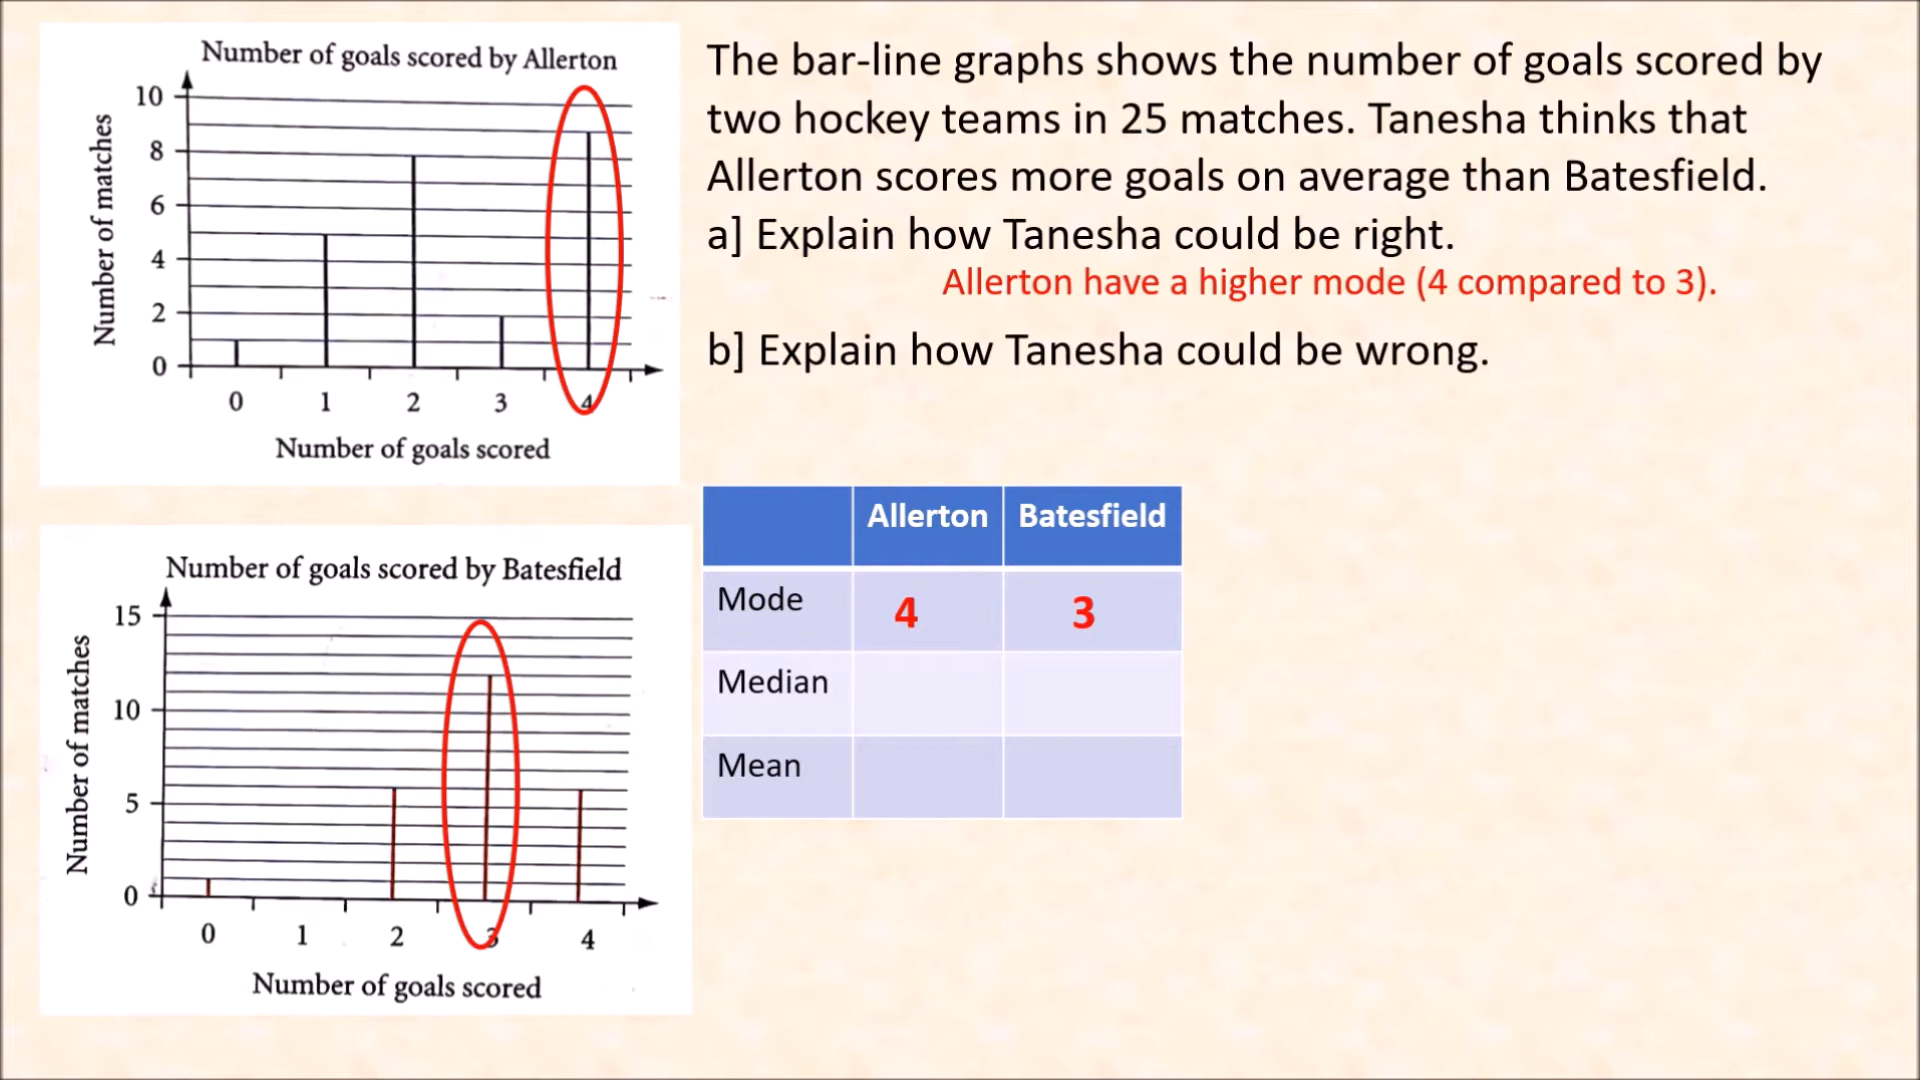 Number of goals scored by Allerton
10
8
6
4
2
0
Number of matches
0 1 2 3 4
Number of goals scored
The bar-line graphs shows the number of goals scored by
two hockey teams in 25 matches. Tanesha thinks that
Allerton scores more goals on average than Batesfield.
a] Explain how Tanesha could be right.
Allerton have a higher mode (4 compared to 3).
b] Explain how Tanesha could be wrong.
Number of goals scored by Batesfield
15
10
5
0
Number of matches
0 1 2 3 4
Number of goals scored
Allerton Batesfield
Mode 4 3
Median
Mean